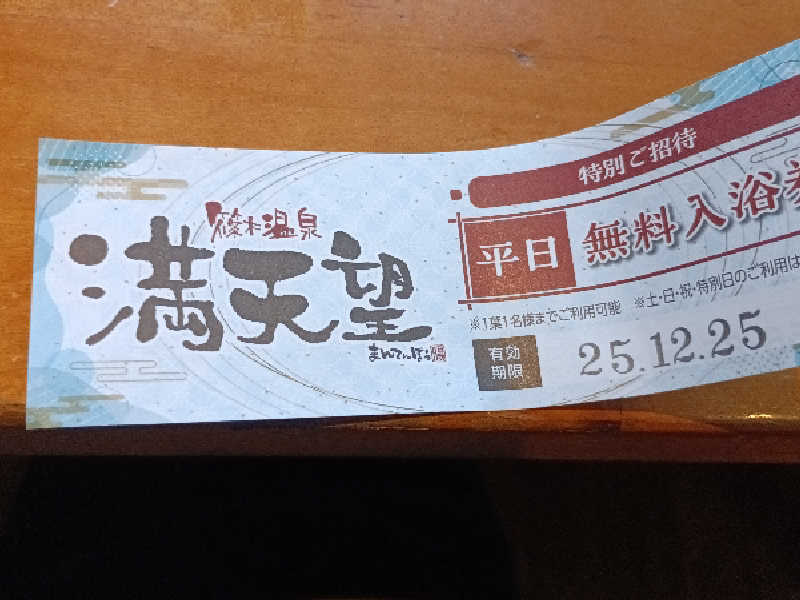 篠木温泉
満天望
まんてんぼう
特別ご招待
平日 無料入浴券
※1葉1名様までご利用可能 ※土・日・祝・特別日のご利用は
有効
期限
25.12.25